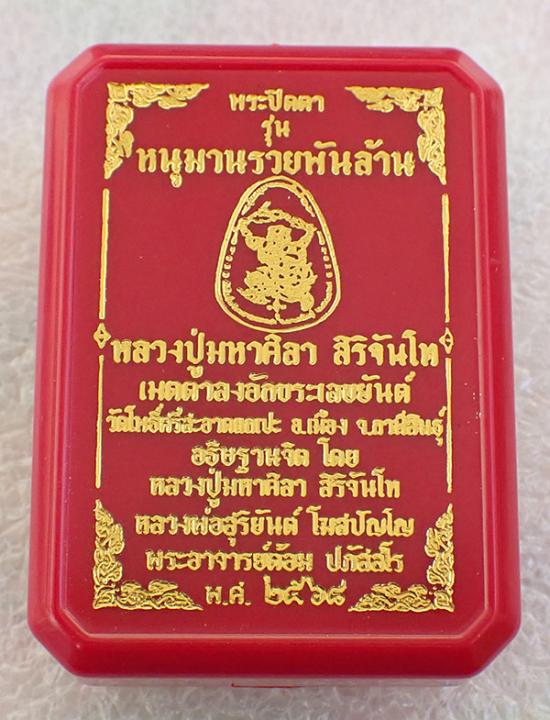 พระปิดตา
รุ่น
หนุมานรวยพันล้าน
หลวงปู่มหาศิลา สิริจันโท
เมตตาลงอักขระเลขยันต์
วัดโพธิ์ศรีสะอาด อ.เมือง จ.กาฬสินธุ์
อธิษฐานจิต โดย
หลวงปู่มหาศิลา สิริจันโท
หลวงพ่อสุริยันต์ โฆสปัญโญ
พระอาจารย์ต้อม ปภัสสโร
พ.ศ. ๒๕๖๘